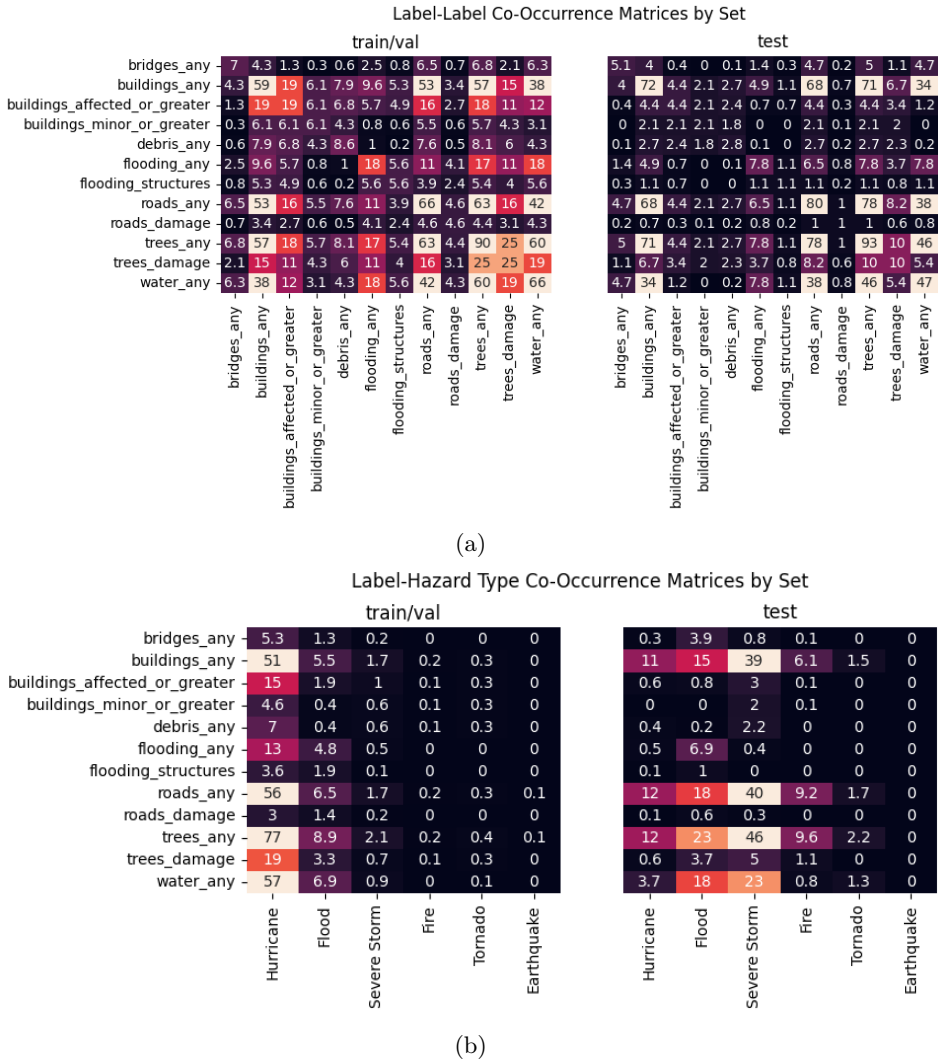 Label-Label Co-Occurrence Matrices by Set
train/val test
bridges_any 7 4.3 1.3 0.3 0.6 2.5 0.8 6.5 0.7 6.8 2.1 6.3 5.1 4 0.4 0 0.1 1.4 0.3 4.7 0.2 5 1.1 4.7
buildings_any 4.3 59 19 6.1 7.9 9.6 5.3 53 3.4 57 15 38 4 72 4.4 2.1 2.7 4.9 1.1 68 0.7 71 6.7 34
buildings_affected_or_greater 1.3 19 19 6.1 6.8 5.7 4.9 16 2.7 18 11 12 0.4 4.4 4.4 2.1 2.4 0.7 0.7 4.4 0.3 4.4 3.4 1.2
buildings_minor_or_greater 0.3 6.1 6.1 6.1 4.3 0.8 0.6 5.5 0.6 5.7 4.3 3.1 0 2.1 2.1 2.1 1.8 0 0 2.1 0.1 2.1 2 0
debris_any 0.6 7.9 6.8 4.3 8.6 1 0.2 7.6 0.5 8.1 6 4.3 0.1 2.7 2.4 1.8 2.8 0.1 0 2.7 0.2 2.7 2.3 0.2
flooding_any 2.5 9.6 5.7 0.8 1 18 5.6 11 4.1 17 11 18 1.4 4.9 0.7 0 0.1 7.8 1.1 6.5 0.8 7.8 3.7 7.8
flooding_structures 0.8 5.3 4.9 0.6 0.2 5.6 5.6 3.9 2.4 5.4 4 5.6 0.3 1.1 0.7 0 0 1.1 1.1 1.1 0.2 1.1 0.8 1.1
roads_any 6.5 53 16 5.5 7.6 11 3.9 66 4.6 63 16 42 4.7 68 4.4 2.1 2.7 6.5 1.1 80 1 78 8.2 38
roads_damage 0.7 3.4 2.7 0.6 0.5 4.1 2.4 4.6 4.6 4.4 3.1 4.3 0.2 0.7 0.3 0.1 0.2 0.8 0.2 1 1 1 0.6 0.8
trees_any 6.8 57 18 5.7 8.1 17 5.4 63 4.4 90 25 60 5 71 4.4 2.1 2.7 7.8 1.1 78 1 93 10 46
trees_damage 2.1 15 11 4.3 6 11 4 16 3.1 25 25 19 1.1 6.7 3.4 2 2.3 3.7 0.8 8.2 0.6 10 10 5.4
water_any 6.3 38 12 3.1 4.3 18 5.6 42 4.3 60 19 66 4.7 34 1.2 0 0.2 7.8 1.1 38 0.8 46 5.4 47
bridges_any buildings_any buildings_affected_or_greater buildings_minor_or_greater debris_any flooding_any flooding_structures roads_any roads_damage trees_any trees_damage water_any bridges_any buildings_any buildings_affected_or_greater buildings_minor_or_greater debris_any flooding_any flooding_structures roads_any roads_damage trees_any trees_damage water_any
(a)
Label-Hazard Type Co-Occurrence Matrices by Set
train/val test
bridges_any 5.3 1.3 0.2 0 0 0 0.3 3.9 0.8 0.1 0 0
buildings_any 51 5.5 1.7 0.2 0.3 0 11 15 39 6.1 1.5 0
buildings_affected_or_greater 15 1.9 1 0.1 0.3 0 0.6 0.8 3 0.1 0 0
buildings_minor_or_greater 4.6 0.4 0.6 0.1 0.3 0 0 0 2 0.1 0 0
debris_any 7 0.4 0.6 0.1 0.3 0 0.4 0.2 2.2 0 0 0
flooding_any 13 4.8 0.5 0 0 0 0.5 6.9 0.4 0 0 0
flooding_structures 3.6 1.9 0.1 0 0 0 0.1 1 0 0 0 0
roads_any 56 6.5 1.7 0.2 0.3 0.1 12 18 40 9.2 1.7 0
roads_damage 3 1.4 0.2 0 0 0 0.1 0.6 0.3 0 0 0
trees_any 77 8.9 2.1 0.2 0.4 0.1 12 23 46 9.6 2.2 0
trees_damage 19 3.3 0.7 0.1 0.3 0 0.6 3.7 5 1.1 0 0
water_any 57 6.9 0.9 0 0.1 0 3.7 18 23 0.8 1.3 0
Hurricane Flood Severe Storm Fire Tornado Earthquake Hurricane Flood Severe Storm Fire Tornado Earthquake
(b)